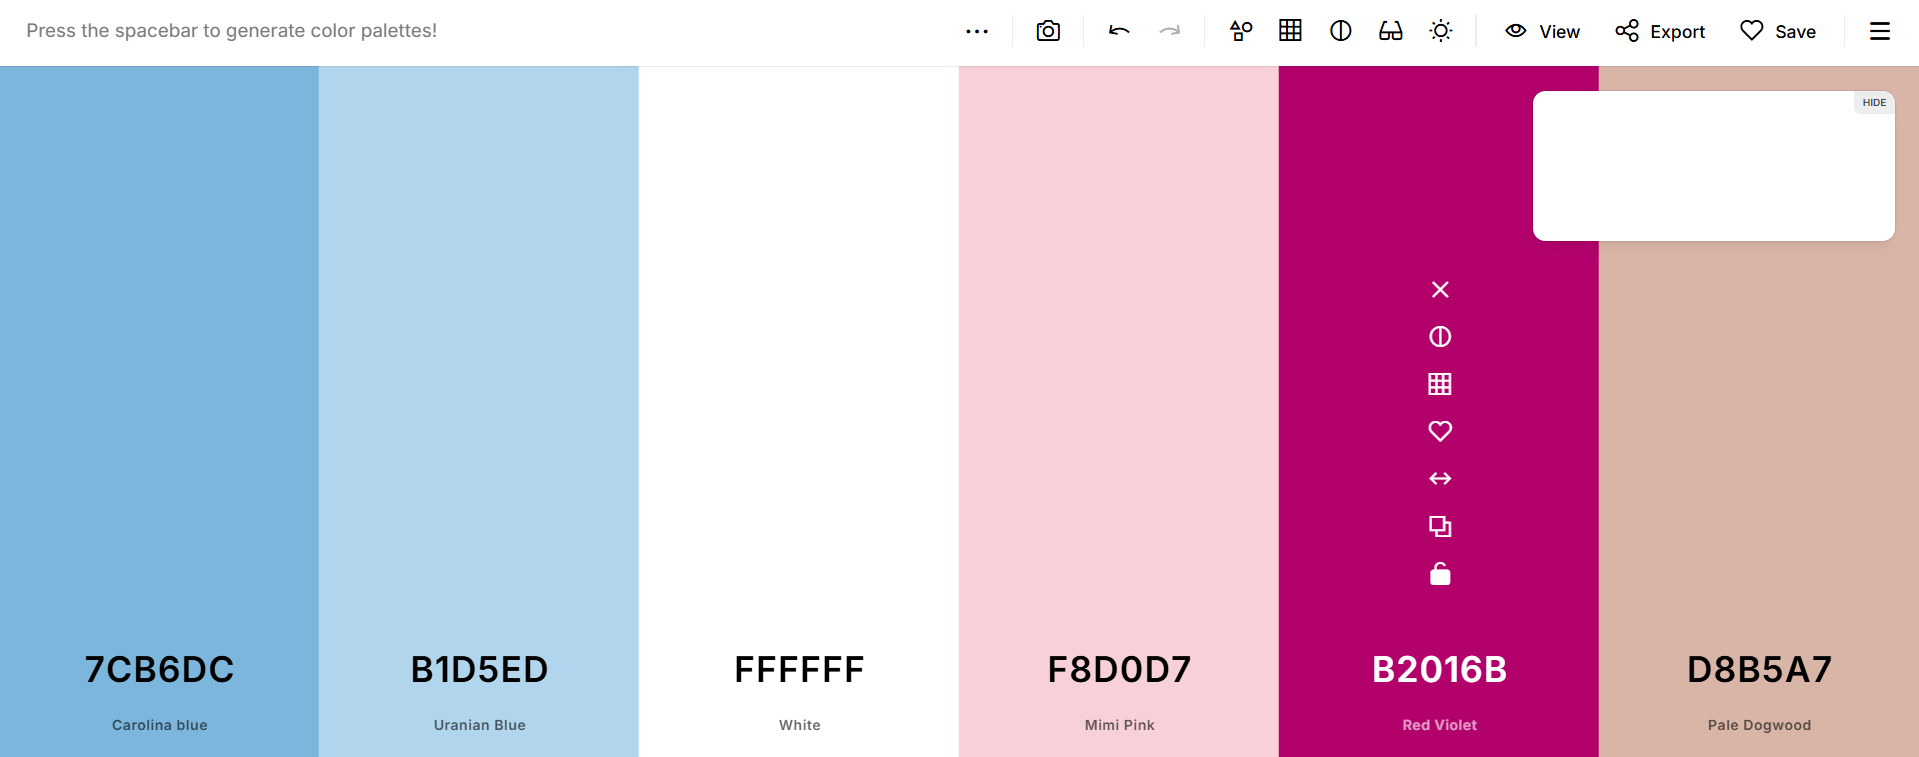 Press the spacebar to generate color palettes!
View
Export
Save
HIDE
7CB6DC
Carolina blue
B1D5ED
Uranian Blue
FFFFFF
White
F8D0D7
Mimi Pink
B2016B
Red Violet
D8B5A7
Pale Dogwood